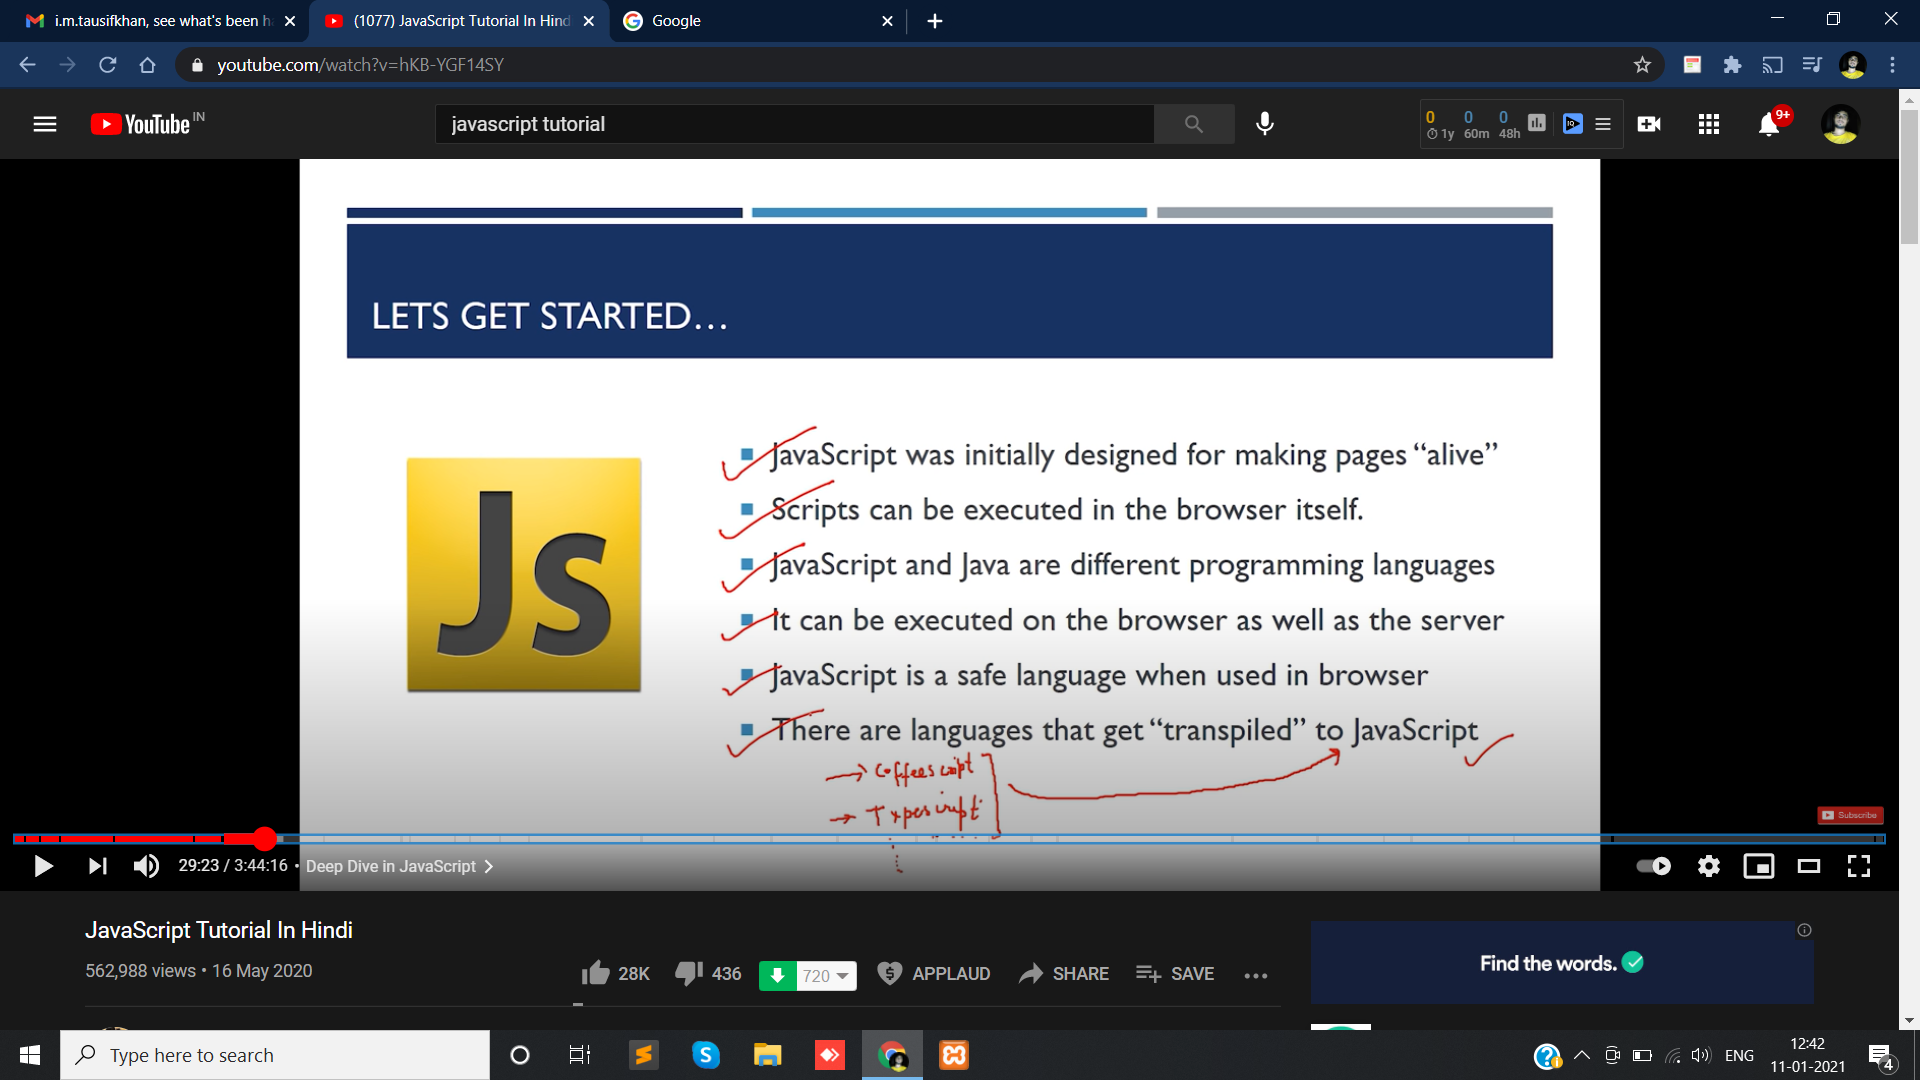 i.m.tausifkhan, see what's been h
(1077) JavaScript Tutorial In Hind
Google
youtube.com/watch?v=hKB-YGF14SY
YouTube IN
javascript tutorial
0 0 0
1y 60m 48h
IQ
9+
LETS GET STARTED...
Js
JavaScript was initially designed for making pages “alive”
Scripts can be executed in the browser itself.
JavaScript and Java are different programming languages
It can be executed on the browser as well as the server
JavaScript is a safe language when used in browser
There are languages that get “transpiled” to JavaScript
Coffeescript
Typescript
Subscribe
29:23 / 3:44:16 • Deep Dive in JavaScript
JavaScript Tutorial In Hindi
562,988 views • 16 May 2020
28K 436 720 APPLAUD SHARE SAVE
Find the words.
Type here to search
S
ENG
12:42
11-01-2021
4